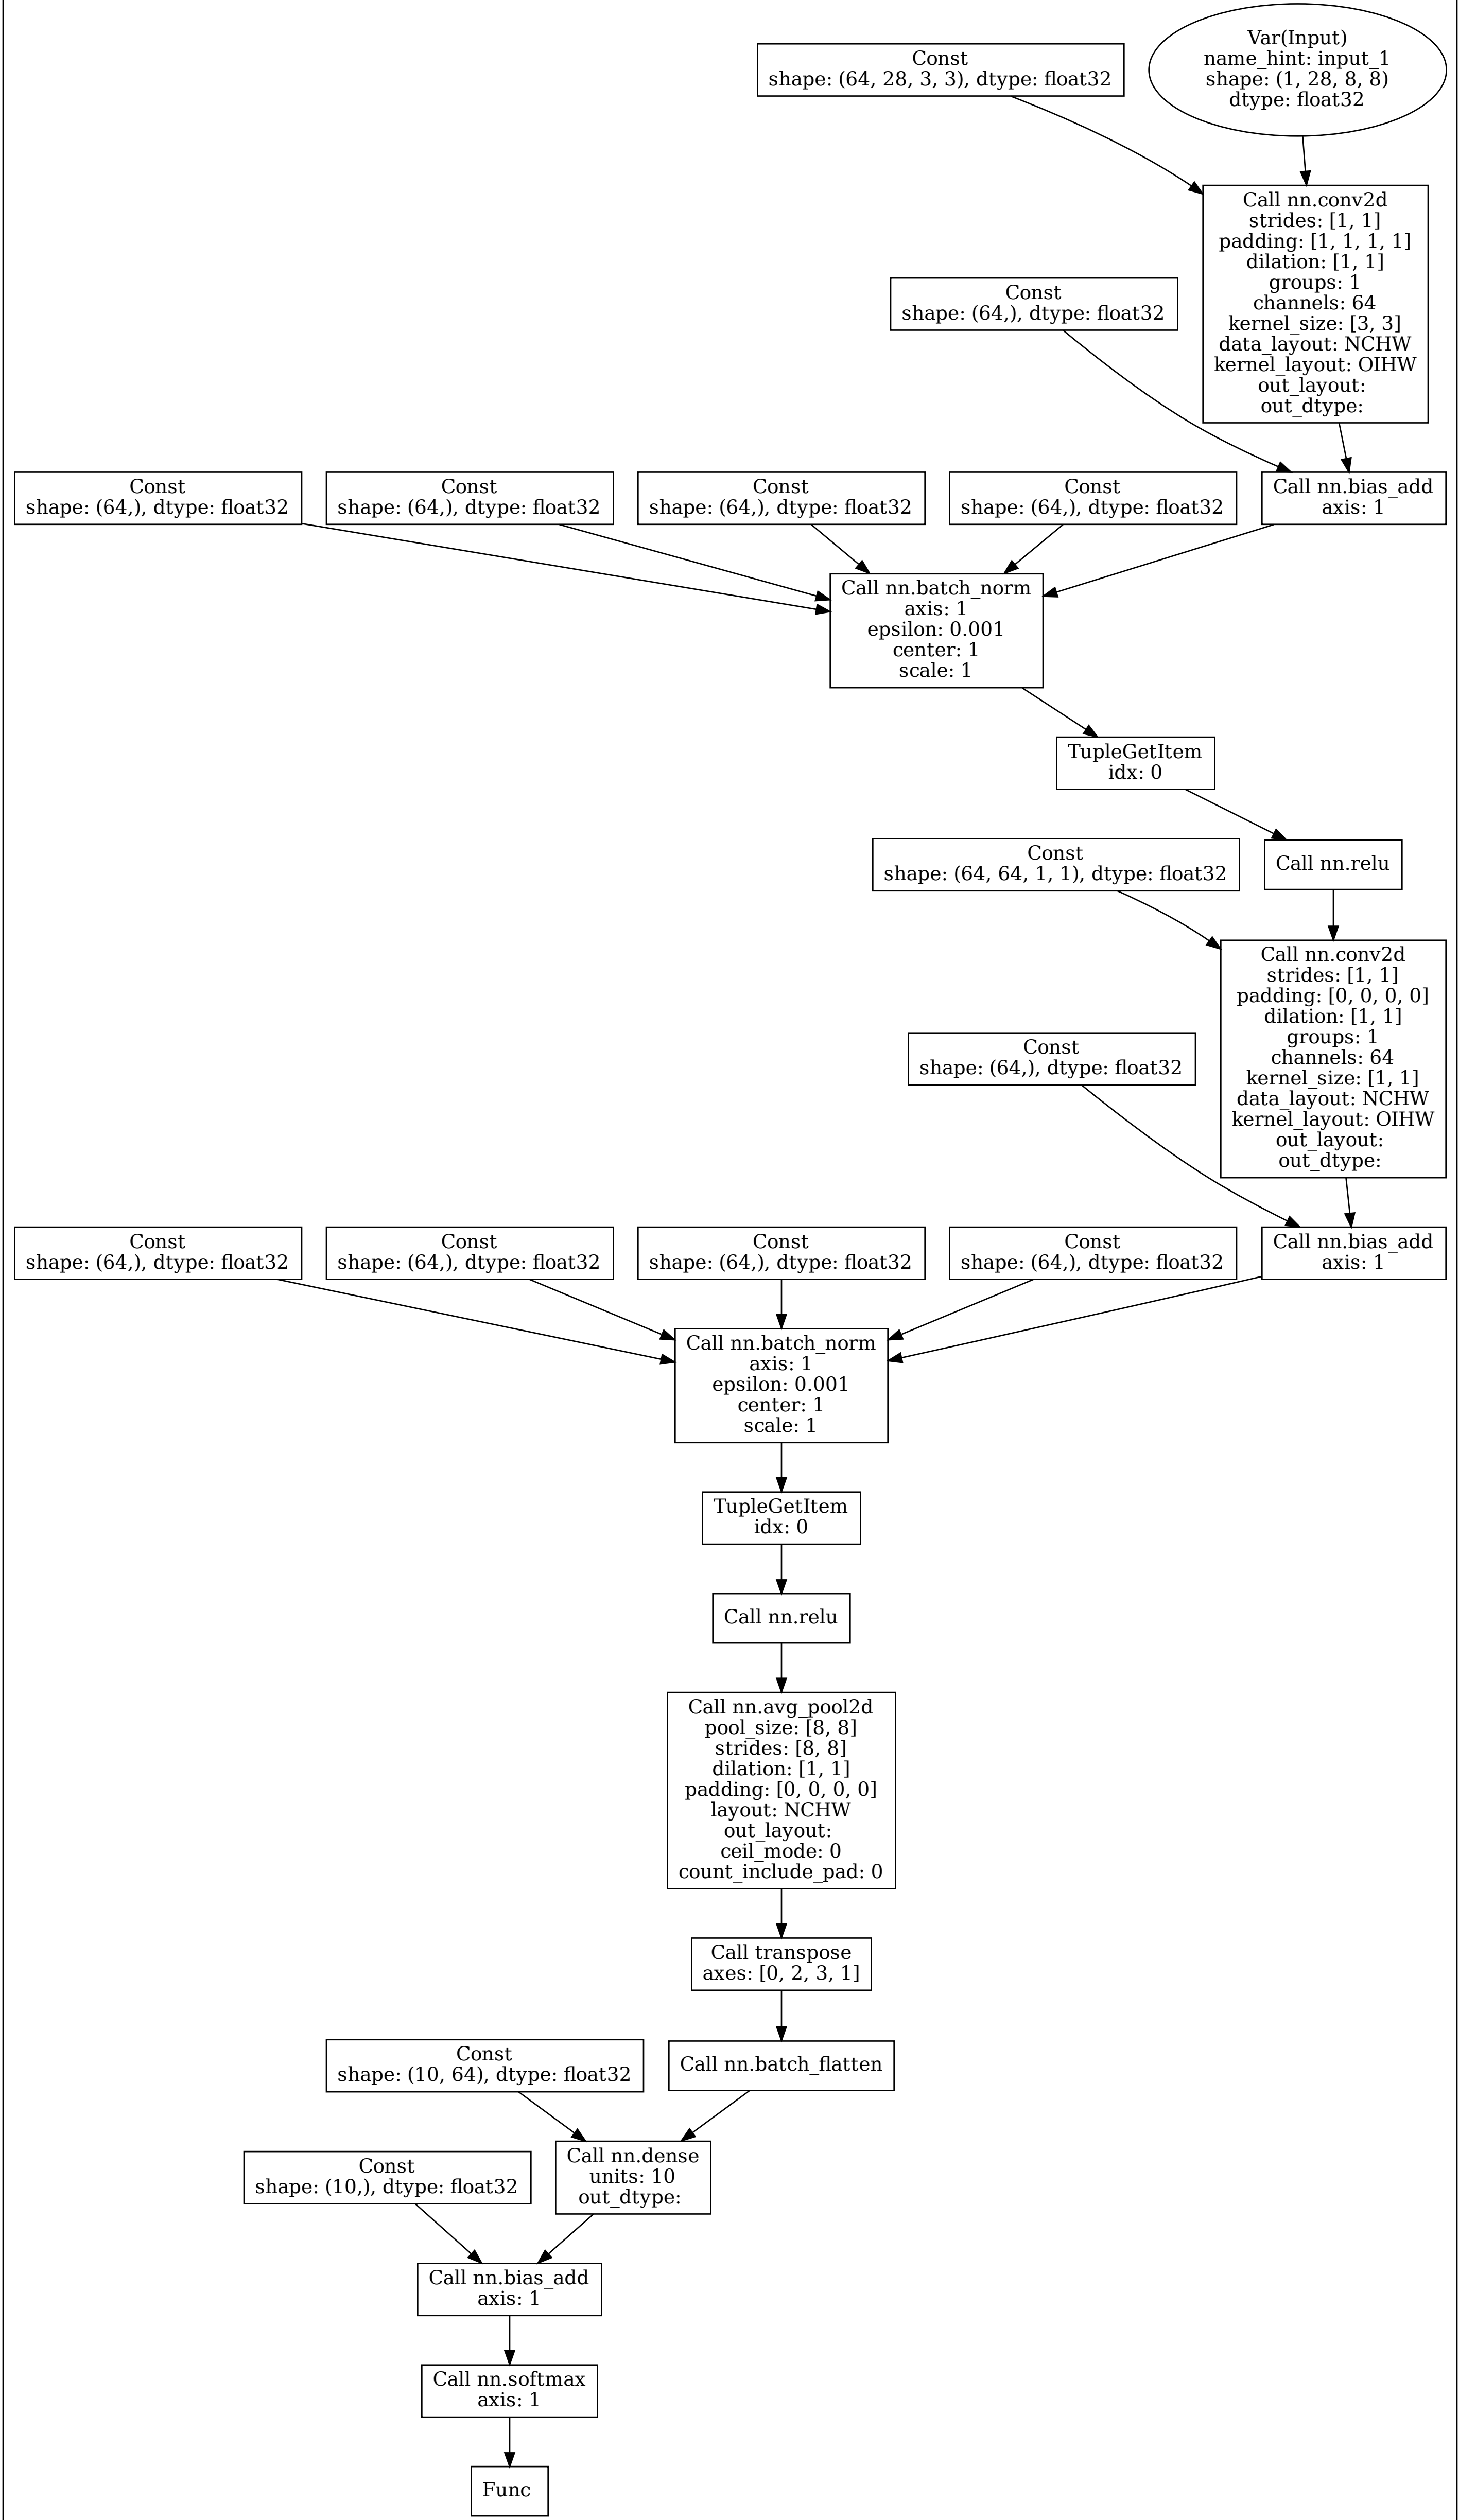 Var(Input)
name_hint: input_1
shape: (1, 28, 8, 8)
dtype: float32
Const
shape: (64, 28, 3, 3), dtype: float32
Call nn.conv2d
strides: [1, 1]
padding: [1, 1, 1, 1]
dilation: [1, 1]
groups: 1
channels: 64
kernel_size: [3, 3]
data_layout: NCHW
kernel_layout: OIHW
out_layout:
out_dtype:
Const
shape: (64,), dtype: float32
Const
shape: (64,), dtype: float32
Const
shape: (64,), dtype: float32
Const
shape: (64,), dtype: float32
Const
shape: (64,), dtype: float32
Call nn.bias_add
axis: 1
Call nn.batch_norm
axis: 1
epsilon: 0.001
center: 1
scale: 1
TupleGetItem
idx: 0
Call nn.relu
Const
shape: (64, 64, 1, 1), dtype: float32
Call nn.conv2d
strides: [1, 1]
padding: [0, 0, 0, 0]
dilation: [1, 1]
groups: 1
channels: 64
kernel_size: [1, 1]
data_layout: NCHW
kernel_layout: OIHW
out_layout:
out_dtype:
Const
shape: (64,), dtype: float32
Const
shape: (64,), dtype: float32
Const
shape: (64,), dtype: float32
Const
shape: (64,), dtype: float32
Const
shape: (64,), dtype: float32
Call nn.bias_add
axis: 1
Call nn.batch_norm
axis: 1
epsilon: 0.001
center: 1
scale: 1
TupleGetItem
idx: 0
Call nn.relu
Call nn.avg_pool2d
pool_size: [8, 8]
strides: [8, 8]
dilation: [1, 1]
padding: [0, 0, 0, 0]
layout: NCHW
out_layout:
ceil_mode: 0
count_include_pad: 0
Call transpose
axes: [0, 2, 3, 1]
Call nn.batch_flatten
Const
shape: (10, 64), dtype: float32
Call nn.dense
units: 10
out_dtype:
Const
shape: (10,), dtype: float32
Call nn.bias_add
axis: 1
Call nn.softmax
axis: 1
Func